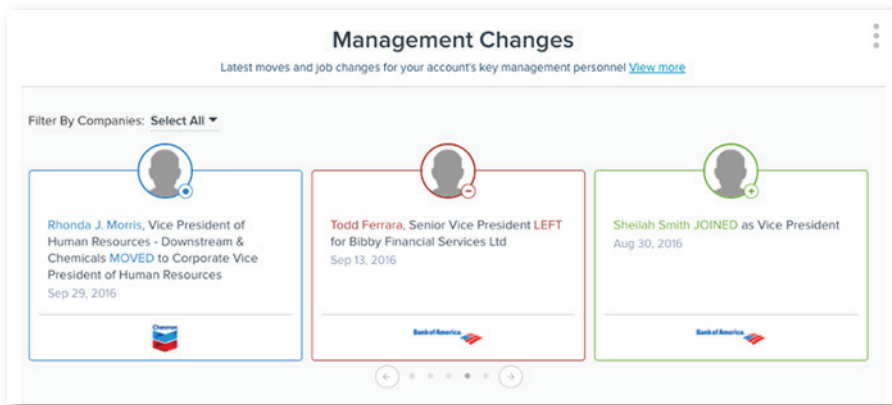 Management Changes
Latest moves and job changes for your account's key management personnel View more
Filter By Companies: Select All
Rhonda J. Morris, Vice President of
Human Resources - Downstream &
Chemicals MOVED to Corporate Vice
President of Human Resources
Sep 29, 2016
Chevron
Todd Ferrara, Senior Vice President LEFT
for Bibby Financial Services Ltd
Sep 13, 2016
Bank of America
Sheilah Smith JOINED as Vice President
Aug 30, 2016
Bank of America